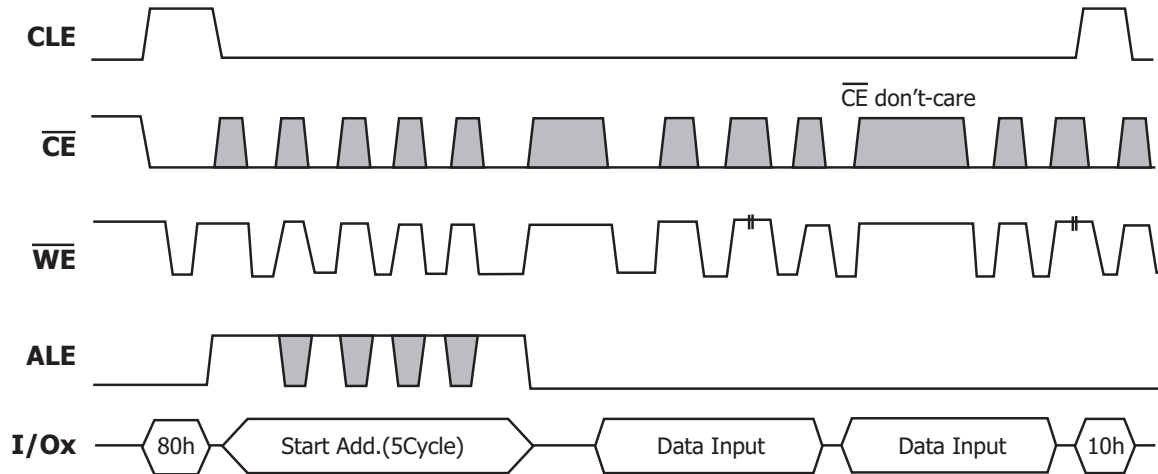 CLE
CE don't-care
CE
WE
ALE
I/Ox 80h Start Add.(5Cycle) Data Input Data Input 10h